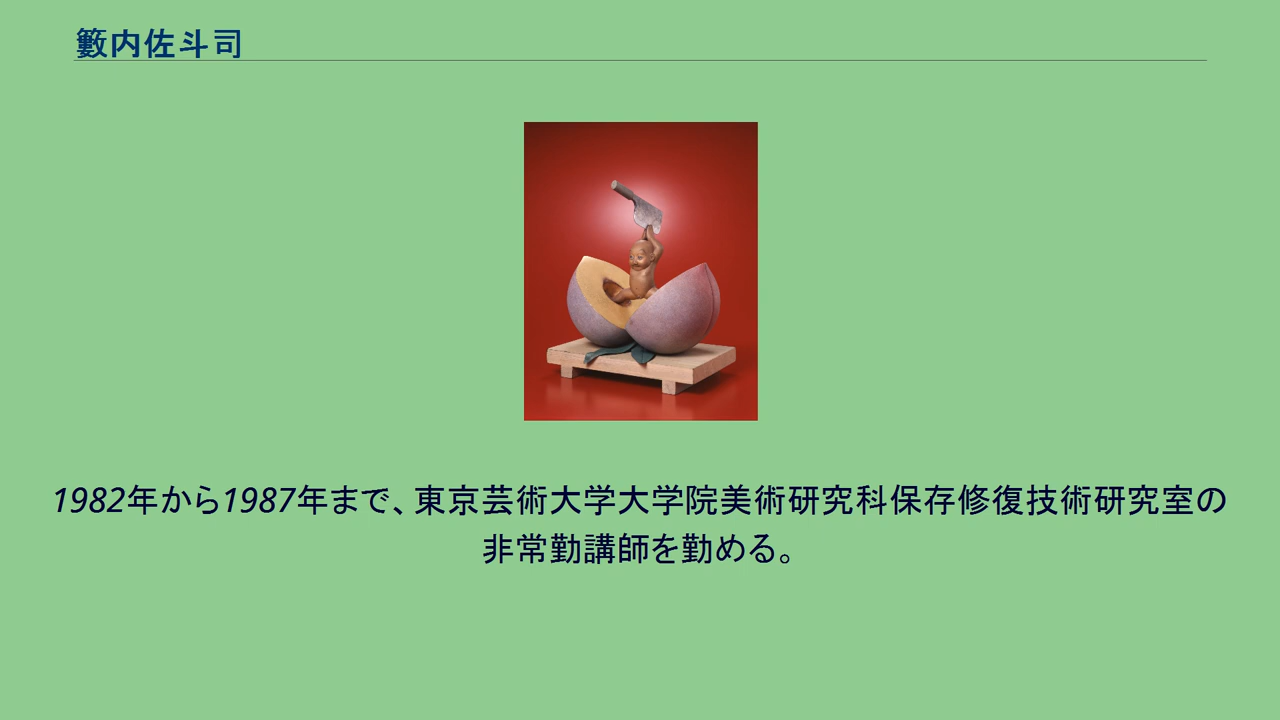 籔内佐斗司
1982年から1987年まで、東京芸術大学大学院美術研究科保存修復技術研究室の
非常勤講師を勤める。